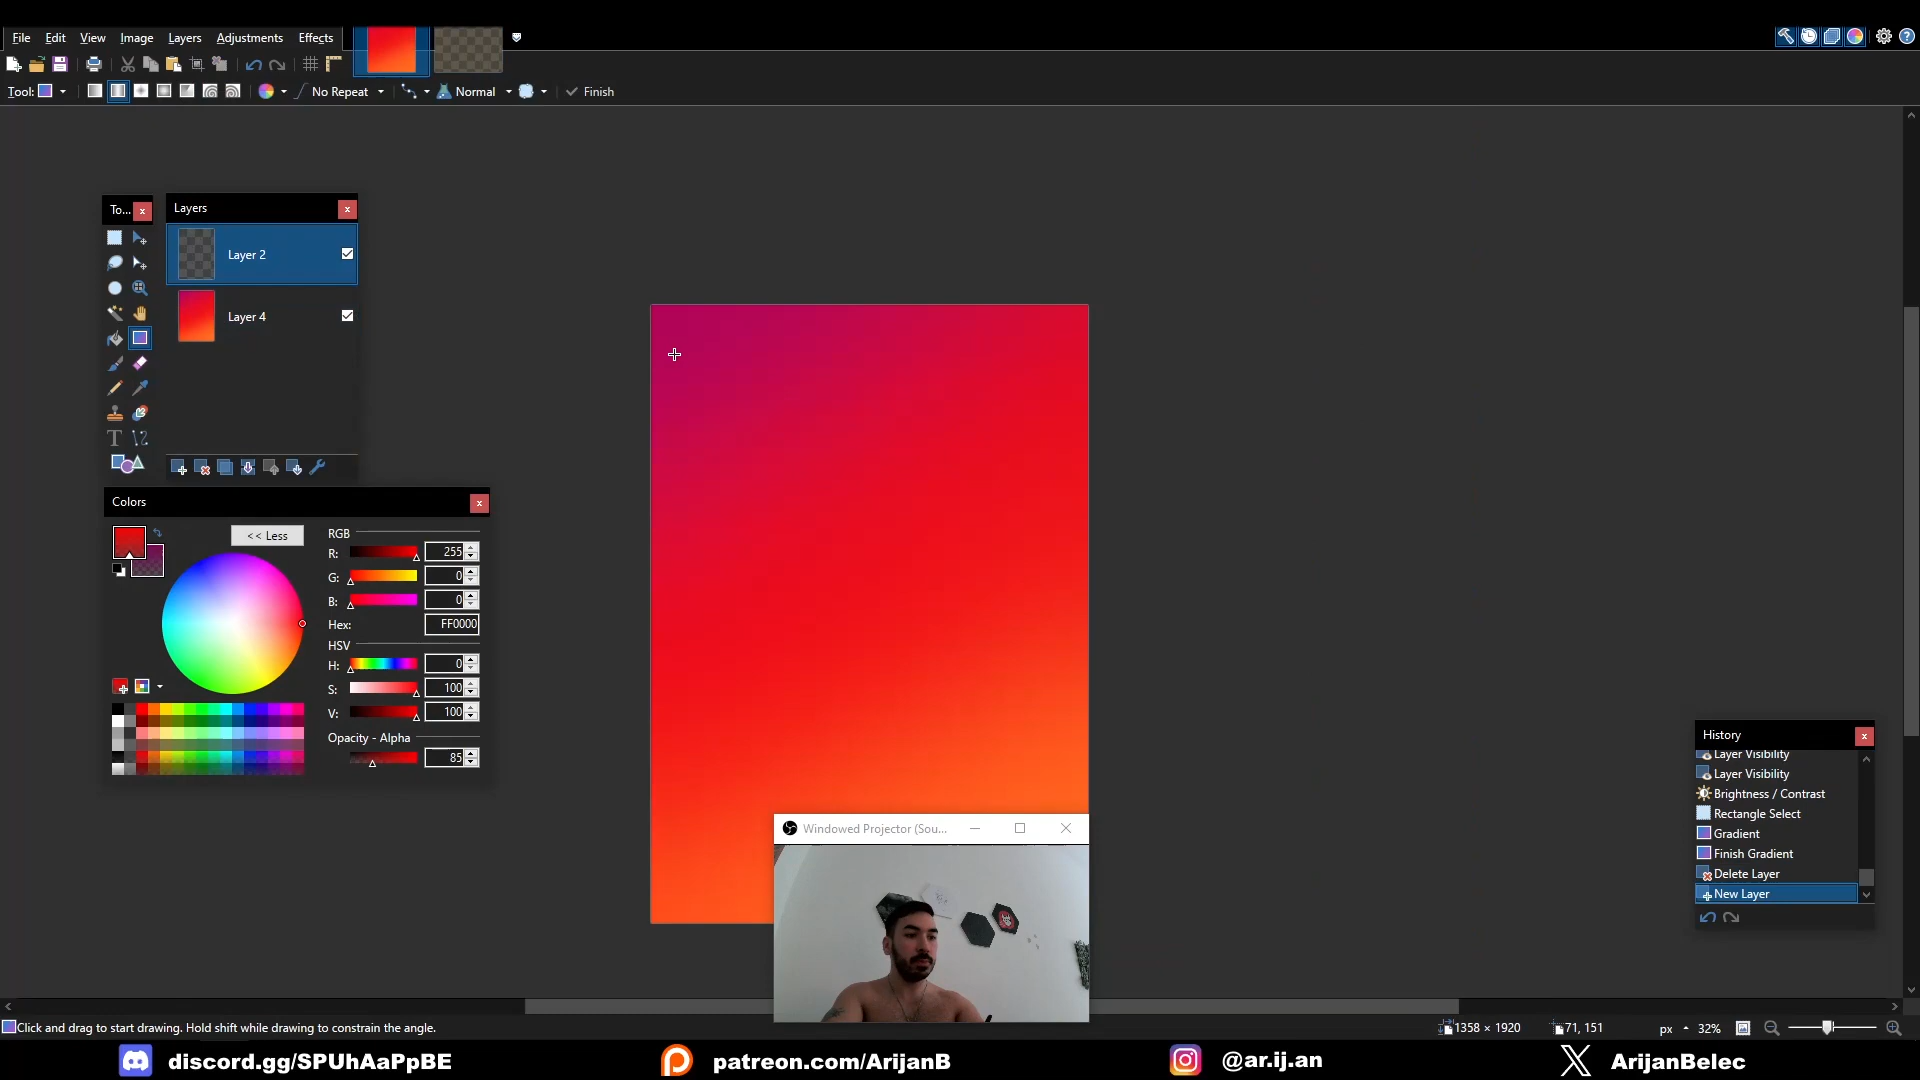 File Edit View Image Layers Adjustments Effects
Tool: No Repeat Normal Finish
To... Layers
Layer 2
Layer 4
Colors
<< Less
RGB
R: 255
G: 0
B: 0
Hex: FF0000
HSV
H: 0
S: 100
V: 100
Opacity - Alpha
85
Windowed Projector (Sou...
History
Layer Visibility
Layer Visibility
Brightness / Contrast
Rectangle Select
Gradient
Finish Gradient
Delete Layer
New Layer
Click and drag to start drawing. Hold shift while drawing to constrain the angle. 1358 × 1920 71, 151 px 32%
discord.gg/SPUhAaPpBE patreon.com/ArijanB @ar.ij.an ArijanBelec